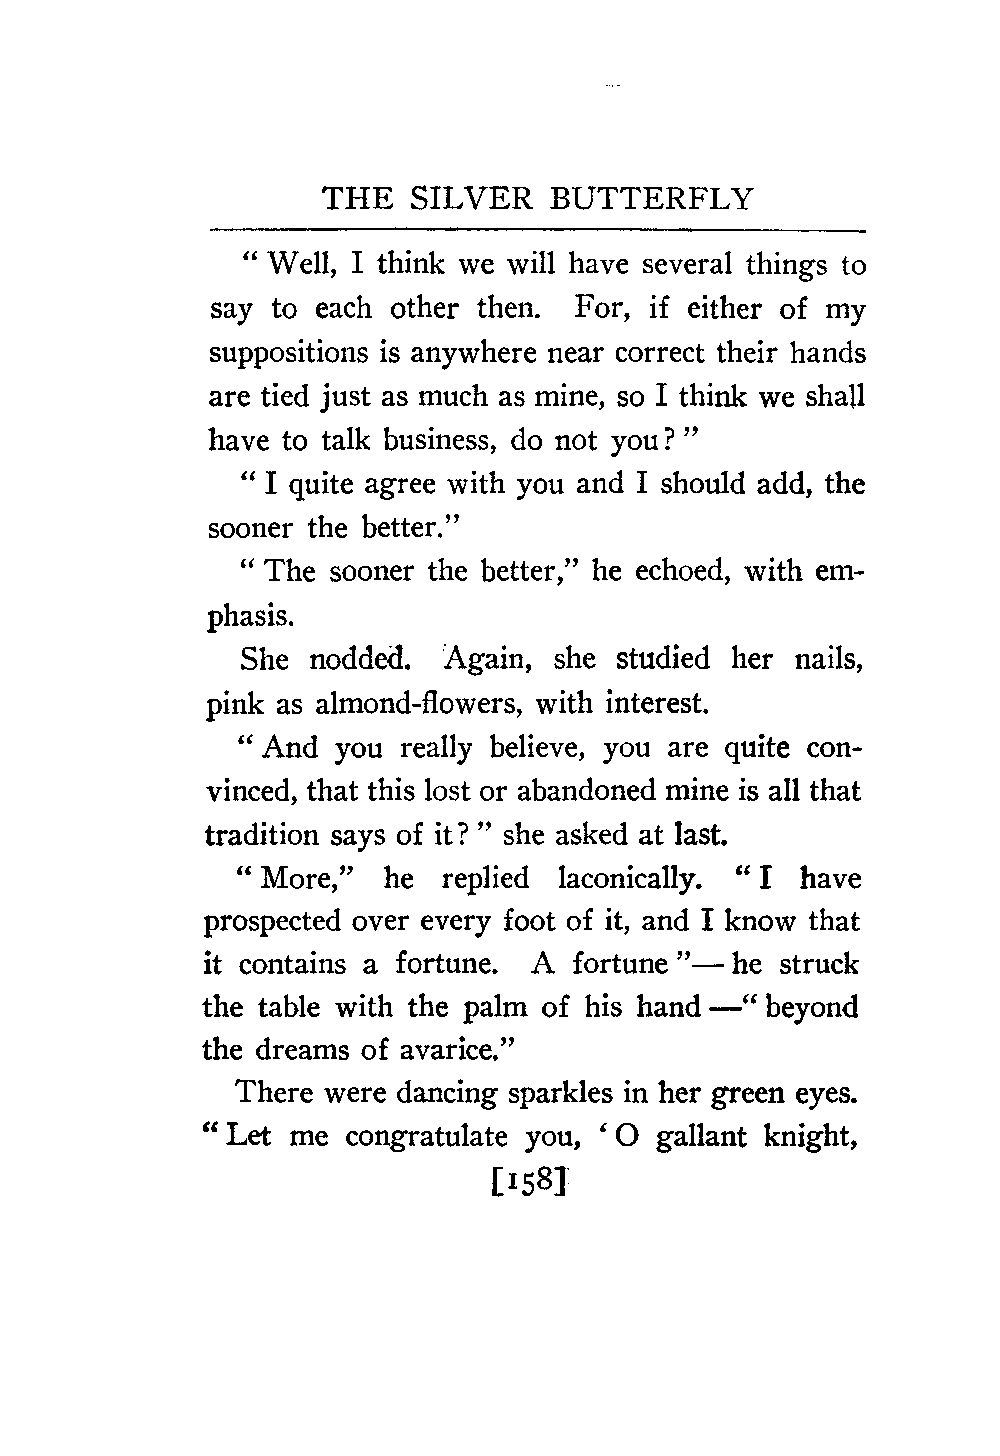 THE SILVER BUTTERFLY
“ Well, I think we will have several things to
say to each other then. For, if either of my
suppositions is anywhere near correct their hands
are tied just as much as mine, so I think we shall
have to talk business, do not you? ”
“ I quite agree with you and I should add, the
sooner the better.”
“ The sooner the better,” he echoed, with em-
phasis.
She nodded. Again, she studied her nails,
pink as almond-flowers, with interest.
“ And you really believe, you are quite con-
vinced, that this lost or abandoned mine is all that
tradition says of it? ” she asked at last.
“ More,” he replied laconically. “ I have
prospected over every foot of it, and I know that
it contains a fortune. A fortune ”— he struck
the table with the palm of his hand —“ beyond
the dreams of avarice.”
There were dancing sparkles in her green eyes.
“ Let me congratulate you, ‘ O gallant knight,
[158]